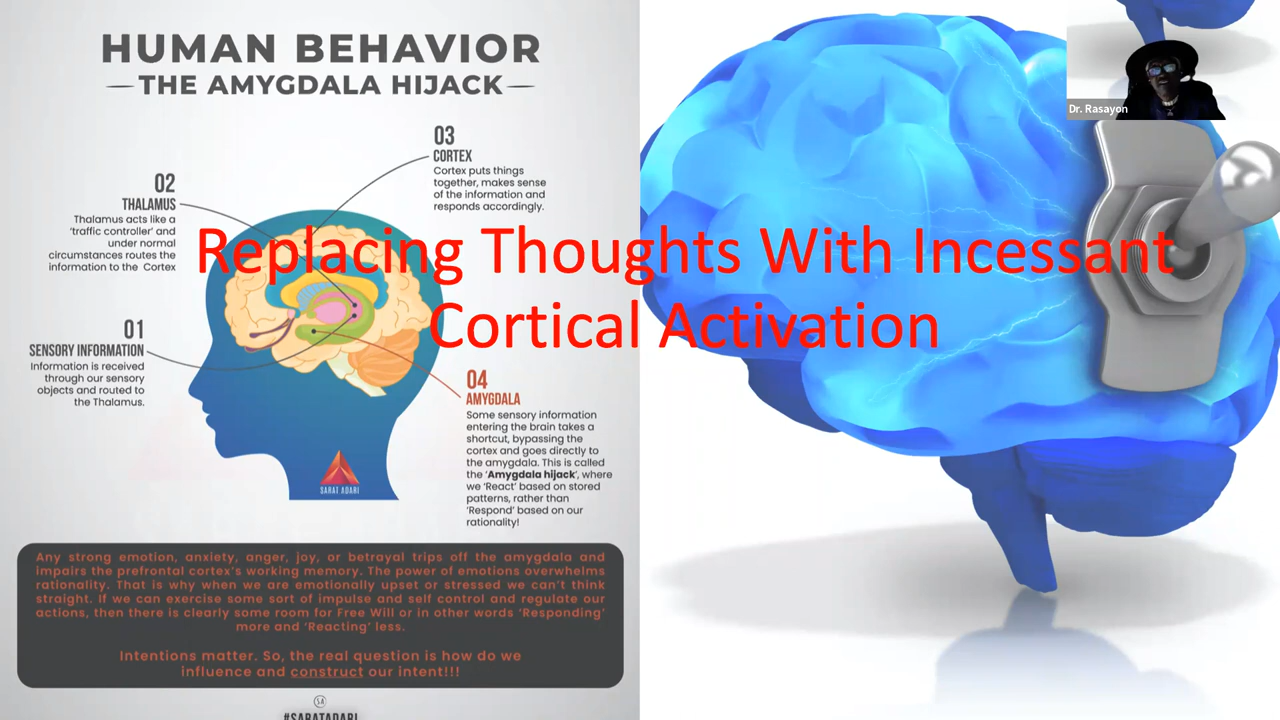 HUMAN BEHAVIOR
THE AMYGDALA HIJACK
03
CORTEX
Cortex puts things
together, makes sense
of the information and
responds accordingly.
02
THALAMUS
Thalamus acts like a
'traffic controller' and
under normal
circumstances routes the
information to the Cortex
Replacing Thoughts With Incessant
Cortical Activation
01
SENSORY INFORMATION
Information is received
through our sensory
objects and routed to
the Thalamus.
04
AMYGDALA
Some sensory information
entering the brain takes a
shortcut, bypassing the
cortex and goes directly to
the amygdala. This is called
the 'Amygdala hijack', where
we 'React' based on stored
patterns, rather than
'Respond' based on our
rationality!
SARAT ADARI
Any strong emotion, anxiety, anger, joy, or betrayal trips off the amygdala and
impairs the prefrontal cortex's working memory. The power of emotions overwhelms
rationality. That is why when we are emotionally upset or stressed we can't think
straight. If we can exercise some sort of impulse and self control and regulate our
actions, then there is clearly some room for Free Will or in other words 'Responding'
more and 'Reacting' less.
Intentions matter. So, the real question is how do we
influence and construct our intent!!!
SA
#SARATADARI
Dr. Rasayon